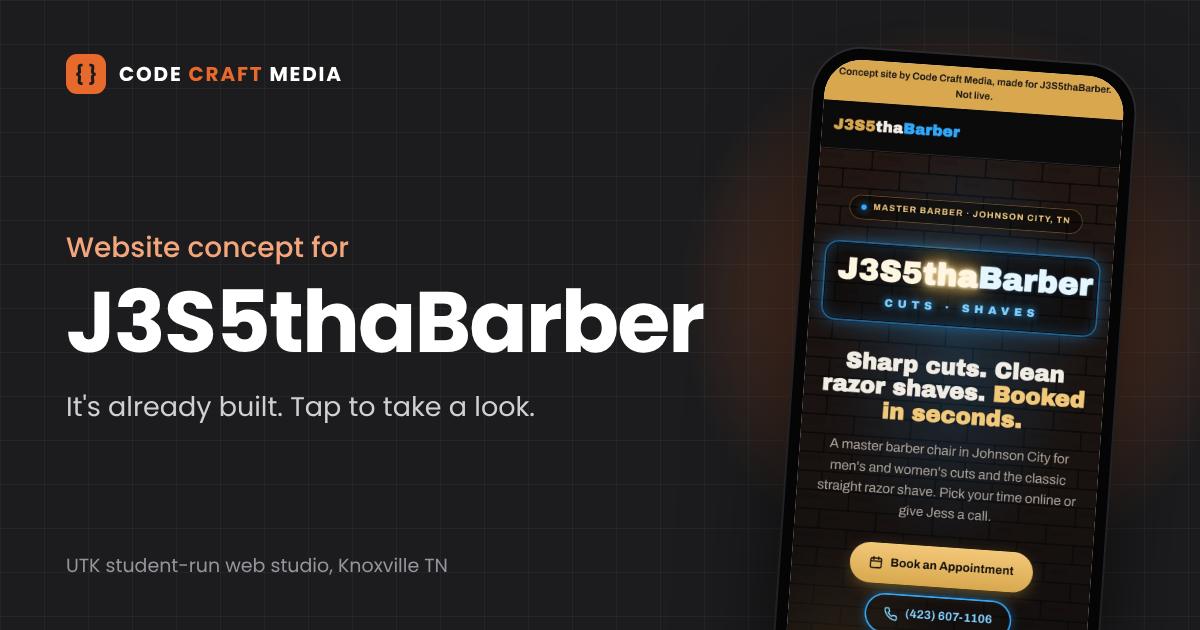 { }
CODE CRAFT MEDIA
Website concept for
J3S5thaBarber
It's already built. Tap to take a look.
UTK student-run web studio, Knoxville TN
Concept site by Code Craft Media, made for J3S5thaBarber.
Not live.
J3S5thaBarber
MASTER BARBER · JOHNSON CITY, TN
J3S5thaBarber
CUTS · SHAVES
Sharp cuts. Clean
razor shaves. Booked
in seconds.
A master barber chair in Johnson City for
men's and women's cuts and the classic
straight razor shave. Pick your time online or
give Jess a call.
Book an Appointment
(423) 607-1106